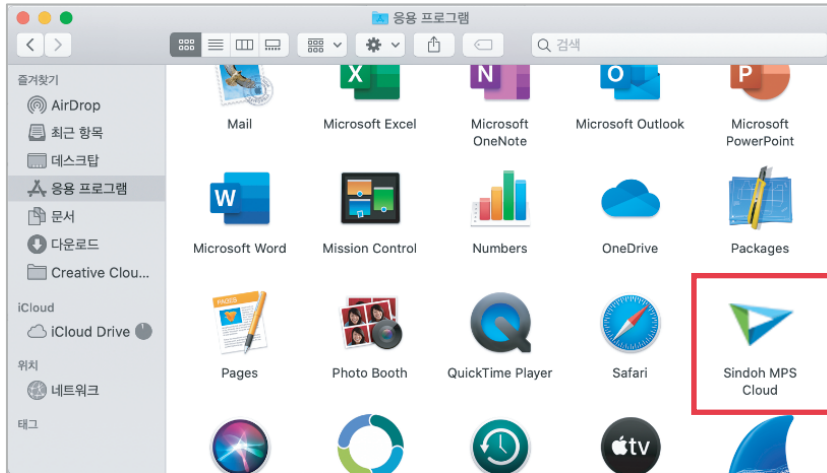 응용 프로그램
검색
즐겨찾기
AirDrop
최근 항목
데스크탑
응용 프로그램
문서
다운로드
Creative Clou...
iCloud
iCloud Drive
위치
네트워크
태그
Mail
Microsoft Excel
Microsoft
OneNote
Microsoft Outlook
Microsoft
PowerPoint
Microsoft Word
Mission Control
Numbers
OneDrive
Packages
PAGES
Pages
Photo Booth
QuickTime Player
Safari
Sindoh MPS
Cloud
tv